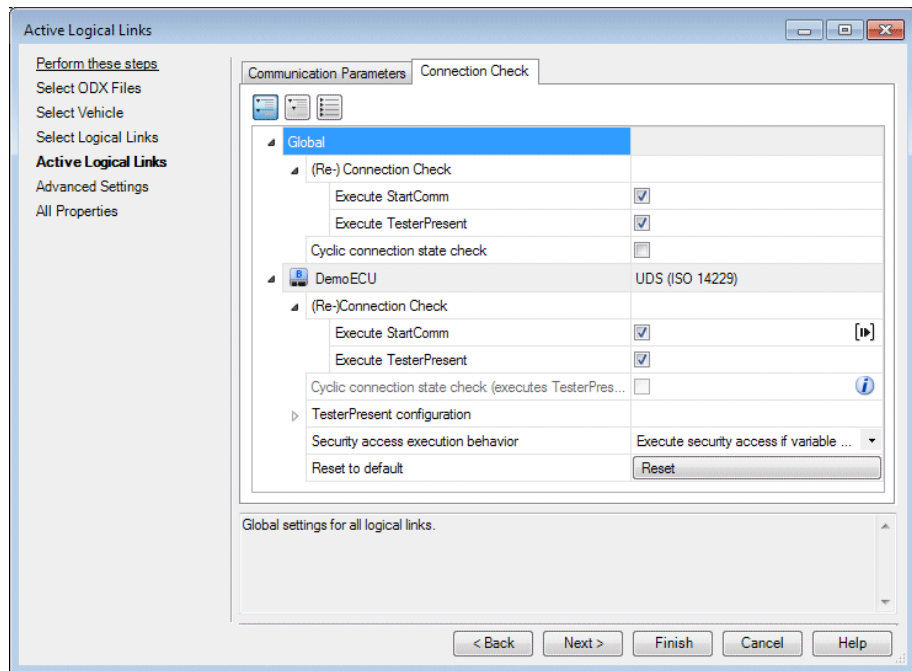 Active Logical Links
Perform these steps
Select ODX Files
Select Vehicle
Select Logical Links
Active Logical Links
Advanced Settings
All Properties
Communication Parameters Connection Check
Global
(Re-) Connection Check
Execute StartComm
Execute TesterPresent
Cyclic connection state check
B DemoECU UDS (ISO 14229)
(Re-)Connection Check
Execute StartComm
Execute TesterPresent
Cyclic connection state check (executes TesterPres...
TesterPresent configuration
Security access execution behavior Execute security access if variable ...
Reset to default Reset
Global settings for all logical links.
< Back Next > Finish Cancel Help